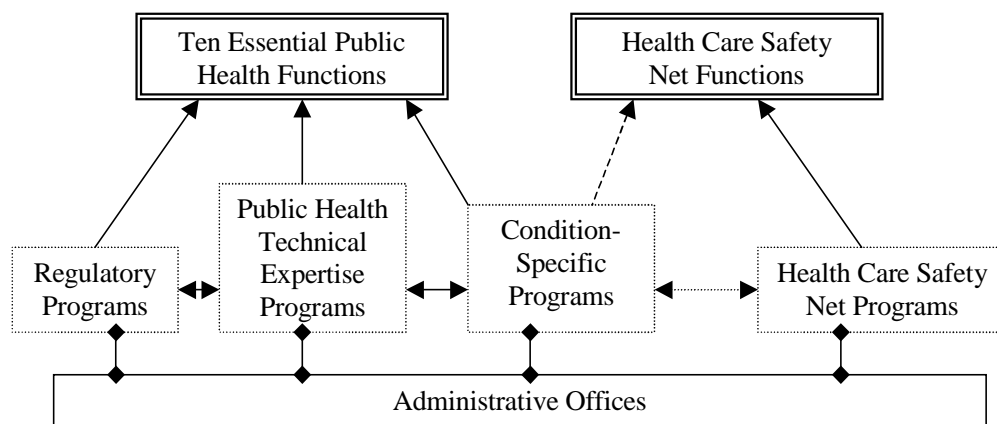 Ten Essential Public
Health Functions
Health Care Safety
Net Functions
Regulatory
Programs
Public Health
Technical
Expertise
Programs
Condition-
Specific
Programs
Health Care Safety
Net Programs
Administrative Offices